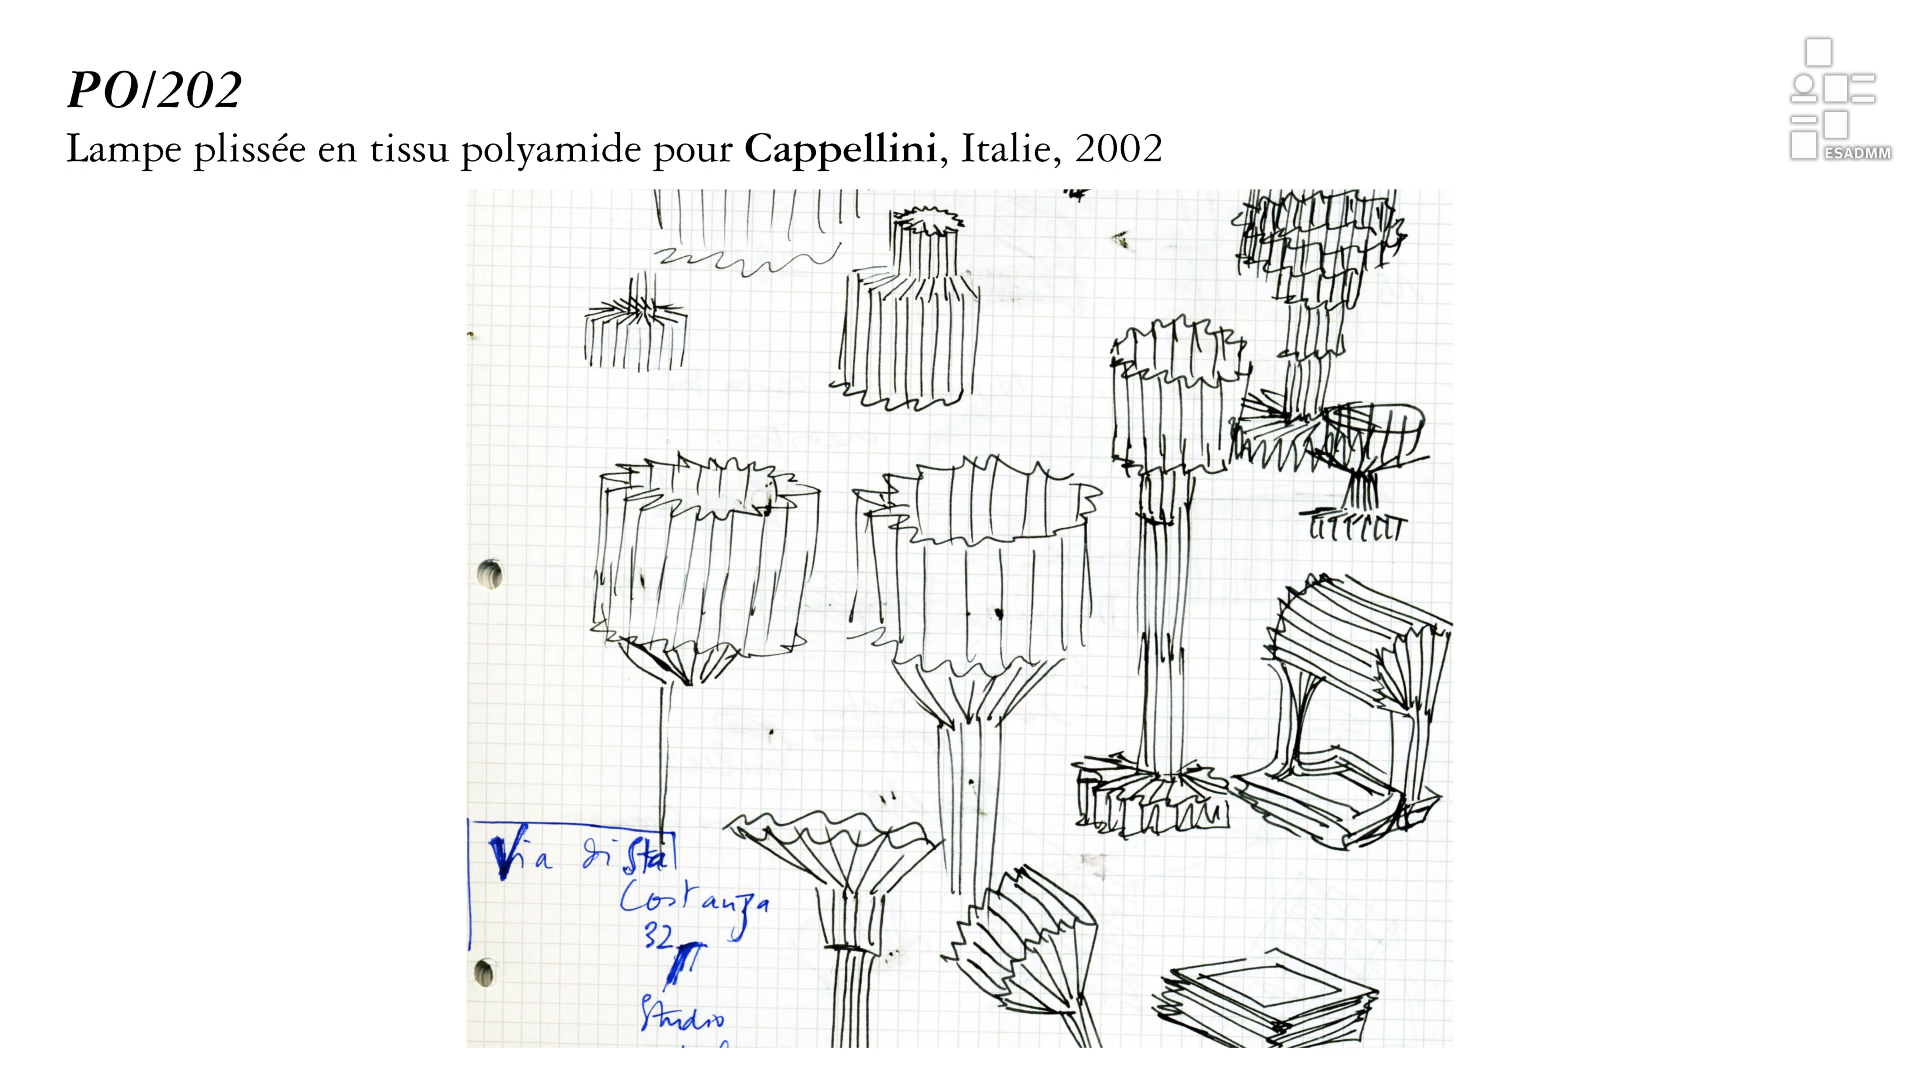 PO/202
Lampe plissée en tissu polyamide pour Cappellini, Italie, 2002
ESADMM
Via di Sta
Costanza
32
Studio